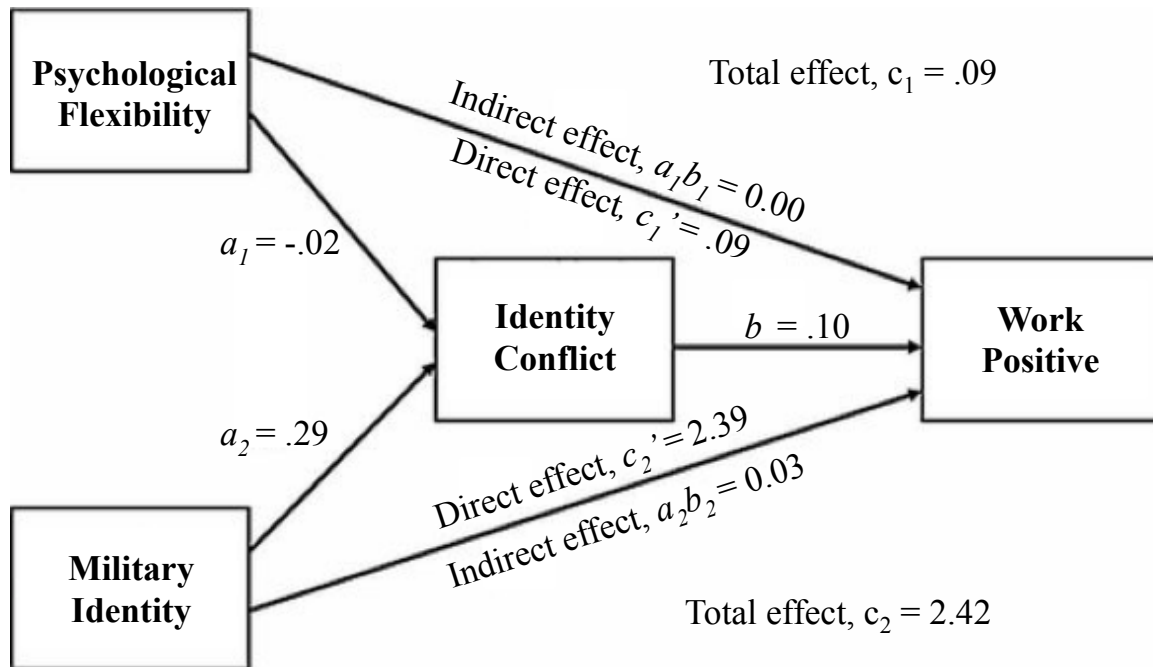 Psychological
Flexibility
Total effect, c₁ = .09
Indirect effect, a₁b₁ = 0.00
Direct effect, c₁’ = .09
a₁ = -.02
Identity
Conflict
b = .10
Work
Positive
a₂ = .29
Direct effect, c₂’ = 2.39
Indirect effect, a₂b₂ = 0.03
Military
Identity
Total effect, c₂ = 2.42